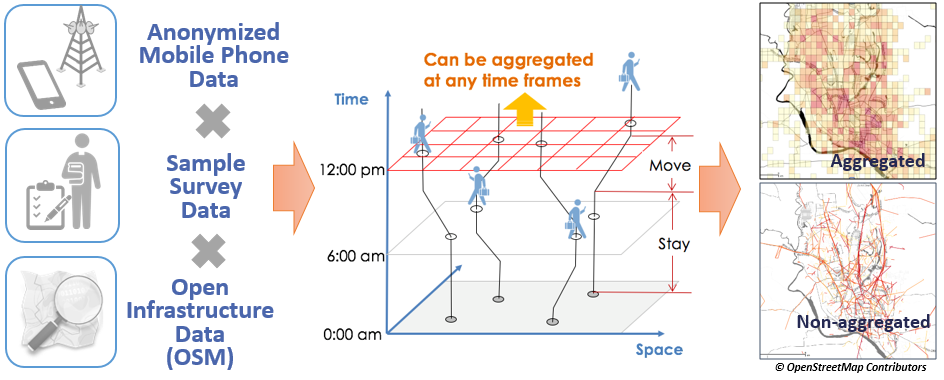 Anonymized
Mobile Phone
Data
Sample
Survey
Data
Open
Infrastructure
Data
(OSM)
Can be aggregated
at any time frames
Time
12:00 pm
6:00 am
0:00 am
Space
Move
Stay
Aggregated
Non-aggregated
© OpenStreetMap Contributors